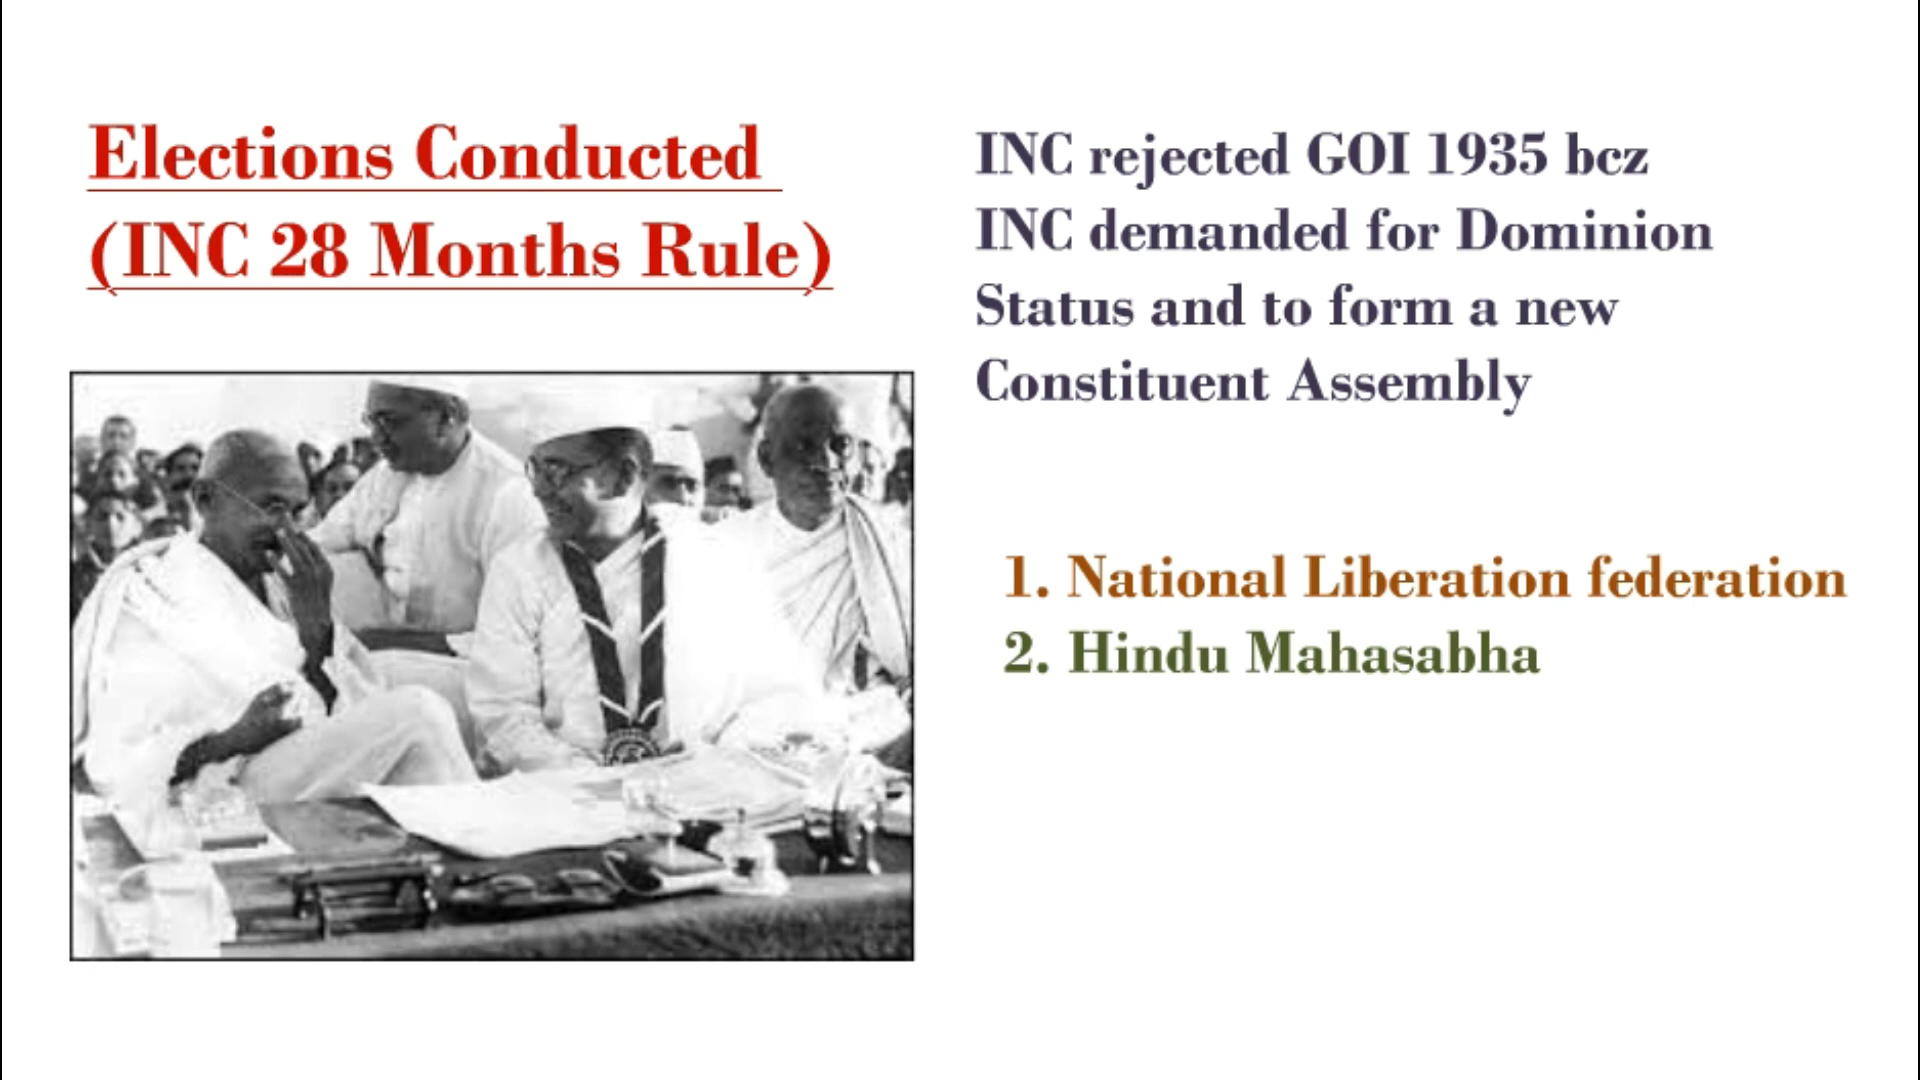 Elections Conducted
(INC 28 Months Rule)
INC rejected GOI 1935 bcz
INC demanded for Dominion
Status and to form a new
Constituent Assembly
1. National Liberation federation
2. Hindu Mahasabha